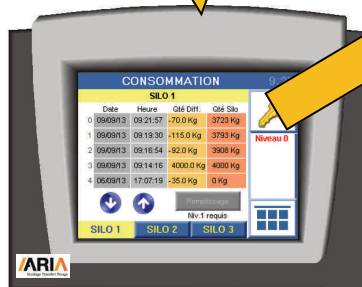 CONSOMMATION
SILO 1
Date Heure Qté Diff. Qté Silo
0 09/09/13 09:21:57 -70.0 Kg 3723 Kg
1 09/09/13 09:19:30 -115.0 Kg 3793 Kg
2 09/09/13 09:16:54 -92.0 Kg 3908 Kg
3 09/09/13 09:14:16 4000.0 Kg 4000 Kg
4 06/09/13 17:07:19 -35.0 Kg 0 Kg
Niveau 0
Remplissage
Niv.1 requis
SILO 1 SILO 2 SILO 3
ARIA